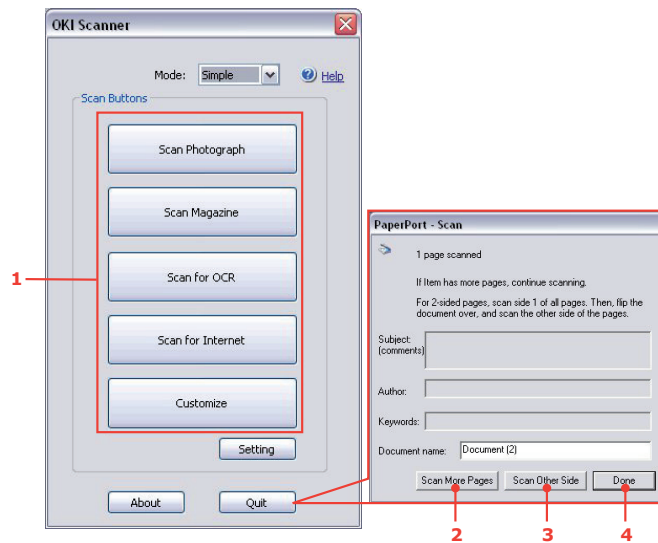 OKI Scanner
Mode: Simple Help
Scan Buttons
Scan Photograph
Scan Magazine
Scan for OCR
Scan for Internet
Customize
Setting
About Quit
1
PaperPort - Scan
1 page scanned
If Item has more pages, continue scanning.
For 2-sided pages, scan side 1 of all pages. Then, flip the
document over, and scan the other side of the pages.
Subject:
(comments)
Author:
Keywords:
Document name: Document (2)
Scan More Pages Scan Other Side Done
2 3 4